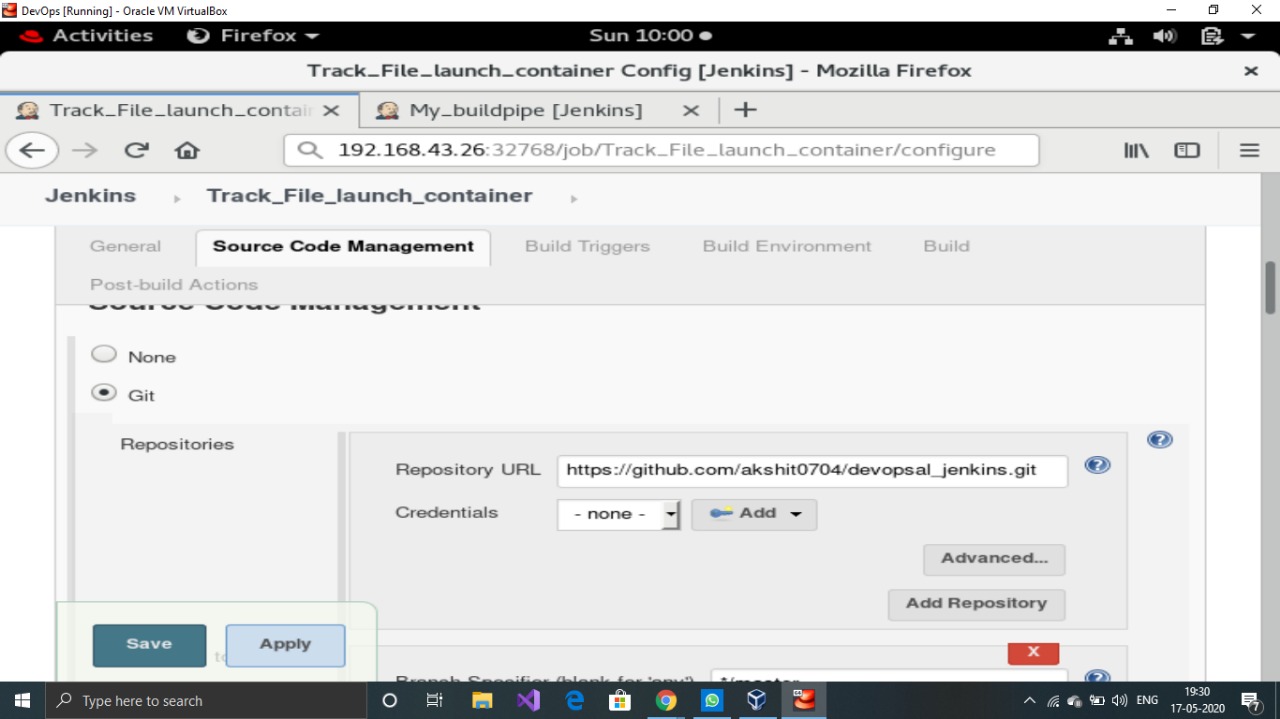 DevOps [Running] - Oracle VM VirtualBox
Activities Firefox Sun 10:00
Track_File_launch_container Config [Jenkins] - Mozilla Firefox
Track_File_launch_contai My_buildpipe [Jenkins]
192.168.43.26:32768/job/Track_File_launch_container/configure
Jenkins Track_File_launch_container
General Source Code Management Build Triggers Build Environment Build
Post-build Actions
Source Code Management
None
Git
Repositories
Repository URL https://github.com/akshit0704/devopsal_jenkins.git
Credentials - none - Add
Advanced...
Add Repository
Save Apply
X
Branch Specifier (blank for 'any') */master
Type here to search
ENG 19:30
17-05-2020 7